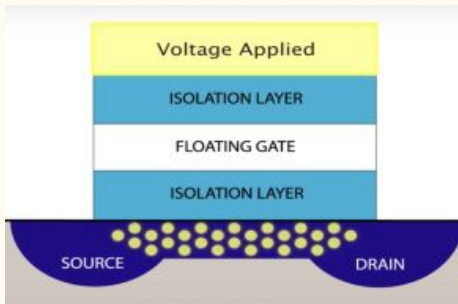 Voltage Applied
ISOLATION LAYER
FLOATING GATE
ISOLATION LAYER
SOURCE
DRAIN